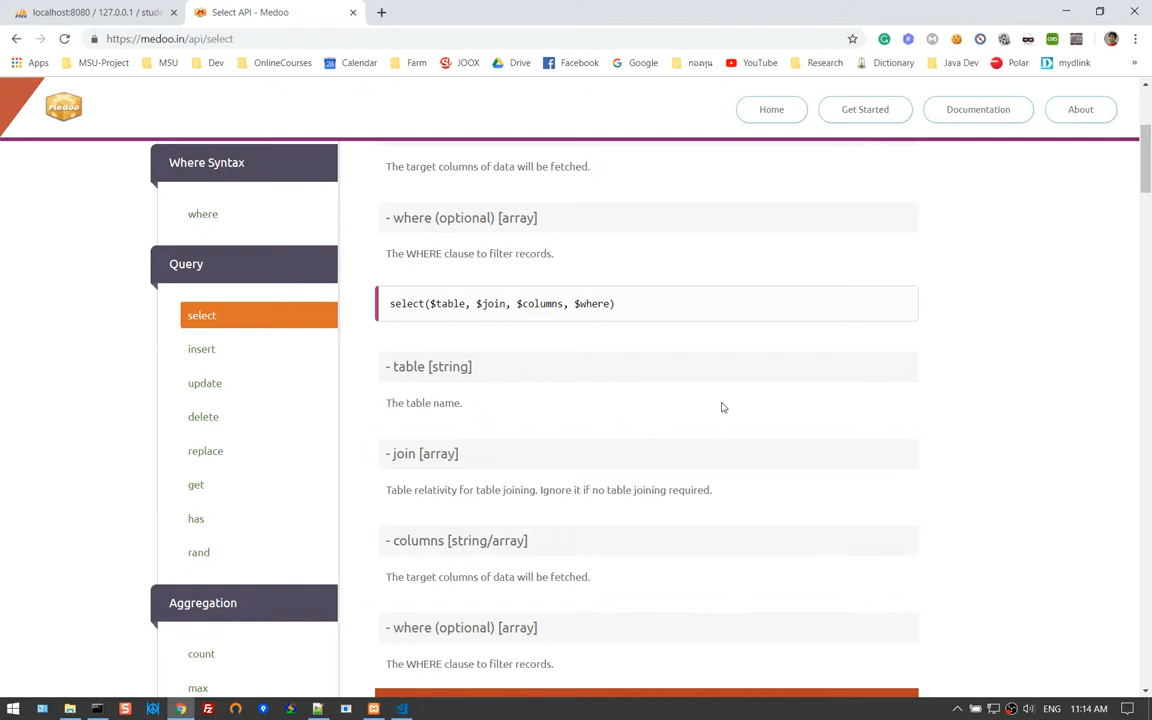 localhost:8080 / 127.0.0.1 / stude
Select API - Medoo
https://medoo.in/api/select
Apps
MSU-Project
MSU
Dev
OnlineCourses
Calendar
Farm
JOOX
Drive
Facebook
Google
กองทุน
YouTube
Research
Dictionary
Java Dev
Polar
mydlink
»
Medoo
Home
Get Started
Documentation
About
Where Syntax
where
Query
select
insert
update
delete
replace
get
has
rand
Aggregation
count
max
The target columns of data will be fetched.
- where (optional) [array]
The WHERE clause to filter records.
select($table, $join, $columns, $where)
- table [string]
The table name.
- join [array]
Table relativity for table joining. Ignore it if no table joining required.
- columns [string/array]
The target columns of data will be fetched.
- where (optional) [array]
The WHERE clause to filter records.
ENG
11:14 AM